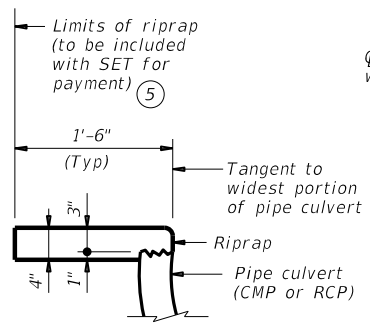 Limits of riprap
(to be included
with SET for
payment) 5
1'-6"
(Typ)
Tangent to
widest portion
of pipe culvert
3"
Riprap
4"
1"
Pipe culvert
(CMP or RCP)